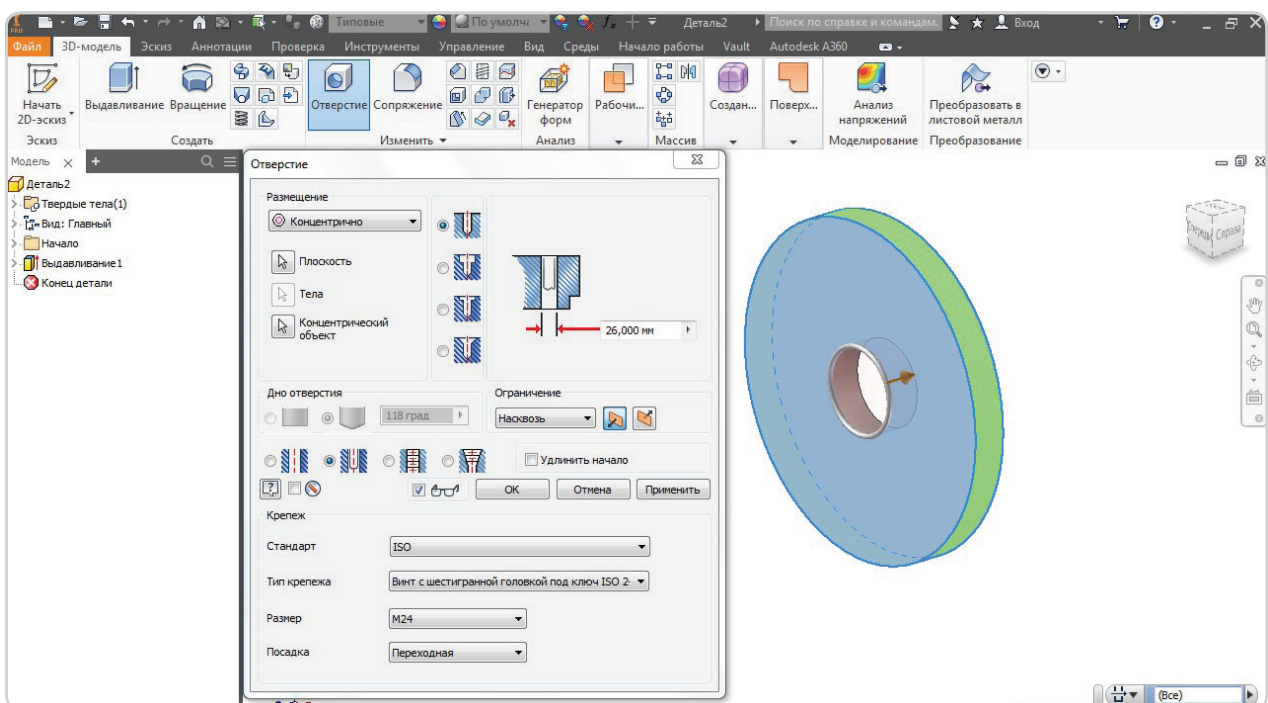 PRO Типовые По умолч Деталь2 Поиск по справке и командам. Вход
Файл 3D-модель Эскиз Аннотации Проверка Инструменты Управление Вид Среды Начало работы Vault Autodesk A360
Начать 2D-эскиз Выдавливание Вращение Отверстие Сопряжение Генератор форм Рабочи... Создан... Поверх... Анализ напряжений Преобразовать в листовой металл
Эскиз Создать Изменить Анализ Массив Моделирование Преобразование
Модель
Деталь2
Твердые тела(1)
Вид: Главный
Начало
Выдавливание1
Конец детали
Отверстие
Размещение
Концентрично
Плоскость
Тела
Концентрический
объект
26,000 мм
Дно отверстия Ограничение
118 град Насквозь
Удлинить начало
ОК Отмена Применить
Крепеж
Стандарт ISO
Тип крепежа Винт с шестигранной головкой под ключ ISO 2
Размер M24
Посадка Переходная
Спереди Справа
(Все)